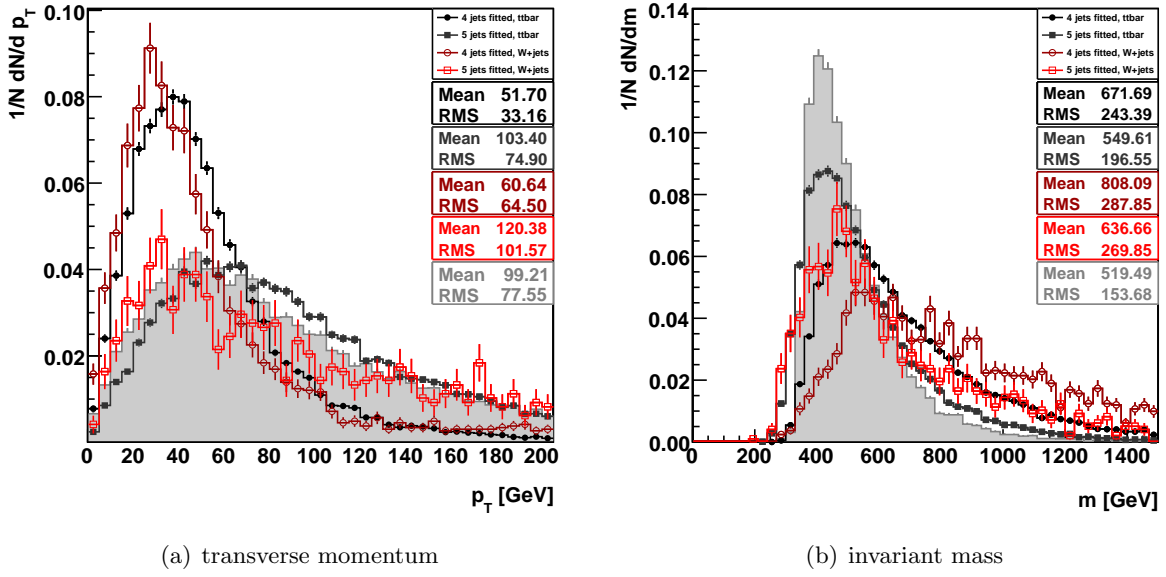 1/N dN/d p_T
0.10
0.08
0.06
0.04
0.02
4 jets fitted, ttbar
5 jets fitted, ttbar
4 jets fitted, W+jets
5 jets fitted, W+jets
Mean 51.70
RMS 33.16
Mean 103.40
RMS 74.90
Mean 60.64
RMS 64.50
Mean 120.38
RMS 101.57
Mean 99.21
RMS 77.55
0 20 40 60 80 100 120 140 160 180 200
p_T [GeV]
(a) transverse momentum
1/N dN/dm
0.14
0.12
0.10
0.08
0.06
0.04
0.02
0.00
4 jets fitted, ttbar
5 jets fitted, ttbar
4 jets fitted, W+jets
5 jets fitted, W+jets
Mean 671.69
RMS 243.39
Mean 549.61
RMS 196.55
Mean 808.09
RMS 287.85
Mean 636.66
RMS 269.85
Mean 519.49
RMS 153.68
0 200 400 600 800 1000 1200 1400
m [GeV]
(b) invariant mass